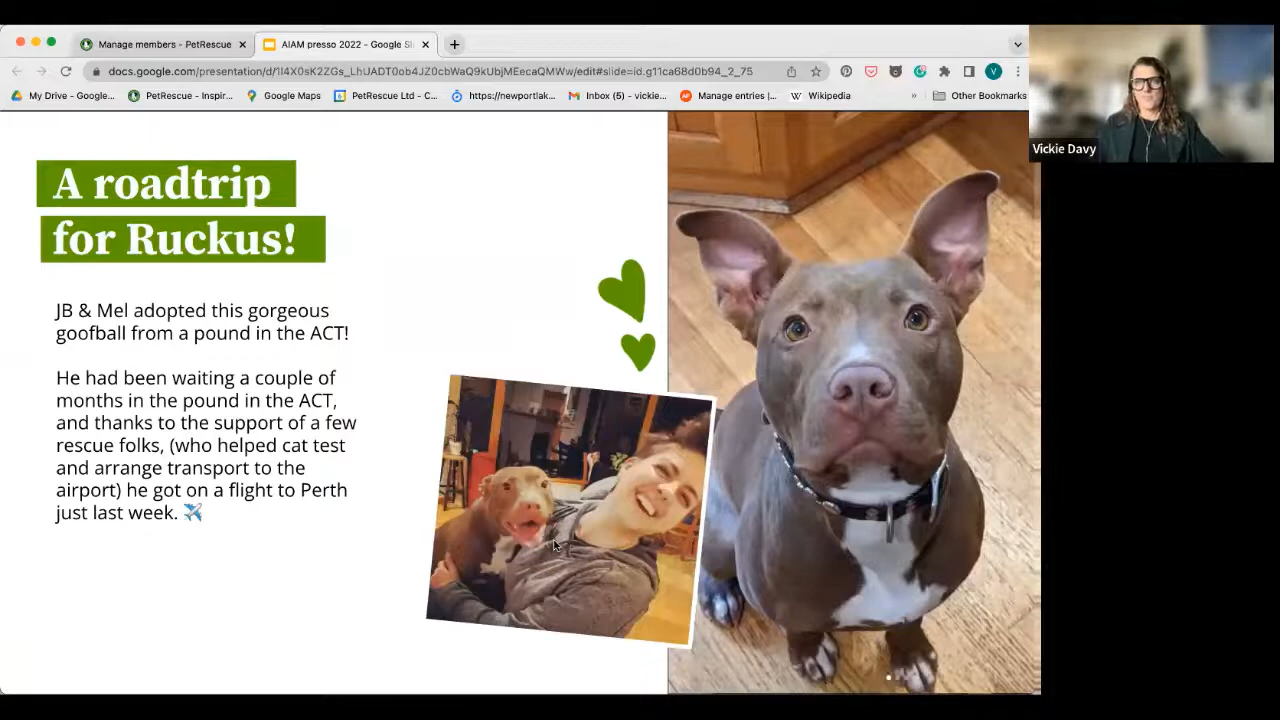 Manage members - PetRescue
AIAM presso 2022 - Google Sl
docs.google.com/presentation/d/1I4X0sK2ZGs_LhUADT0ob4JZ0cbWaQ9kUbjMEecaQMWw/edit#slide=id.g11ca68d0b94_2_75
V
My Drive - Google...
PetRescue - Inspir...
Google Maps
PetRescue Ltd - C...
https://newportlak...
Inbox (5) - vickie...
Manage entries |...
W Wikipedia
»
Other Bookmarks
Vickie Davy
A roadtrip
for Ruckus!
JB & Mel adopted this gorgeous
goofball from a pound in the ACT!
He had been waiting a couple of
months in the pound in the ACT,
and thanks to the support of a few
rescue folks, (who helped cat test
and arrange transport to the
airport) he got on a flight to Perth
just last week. ✈️